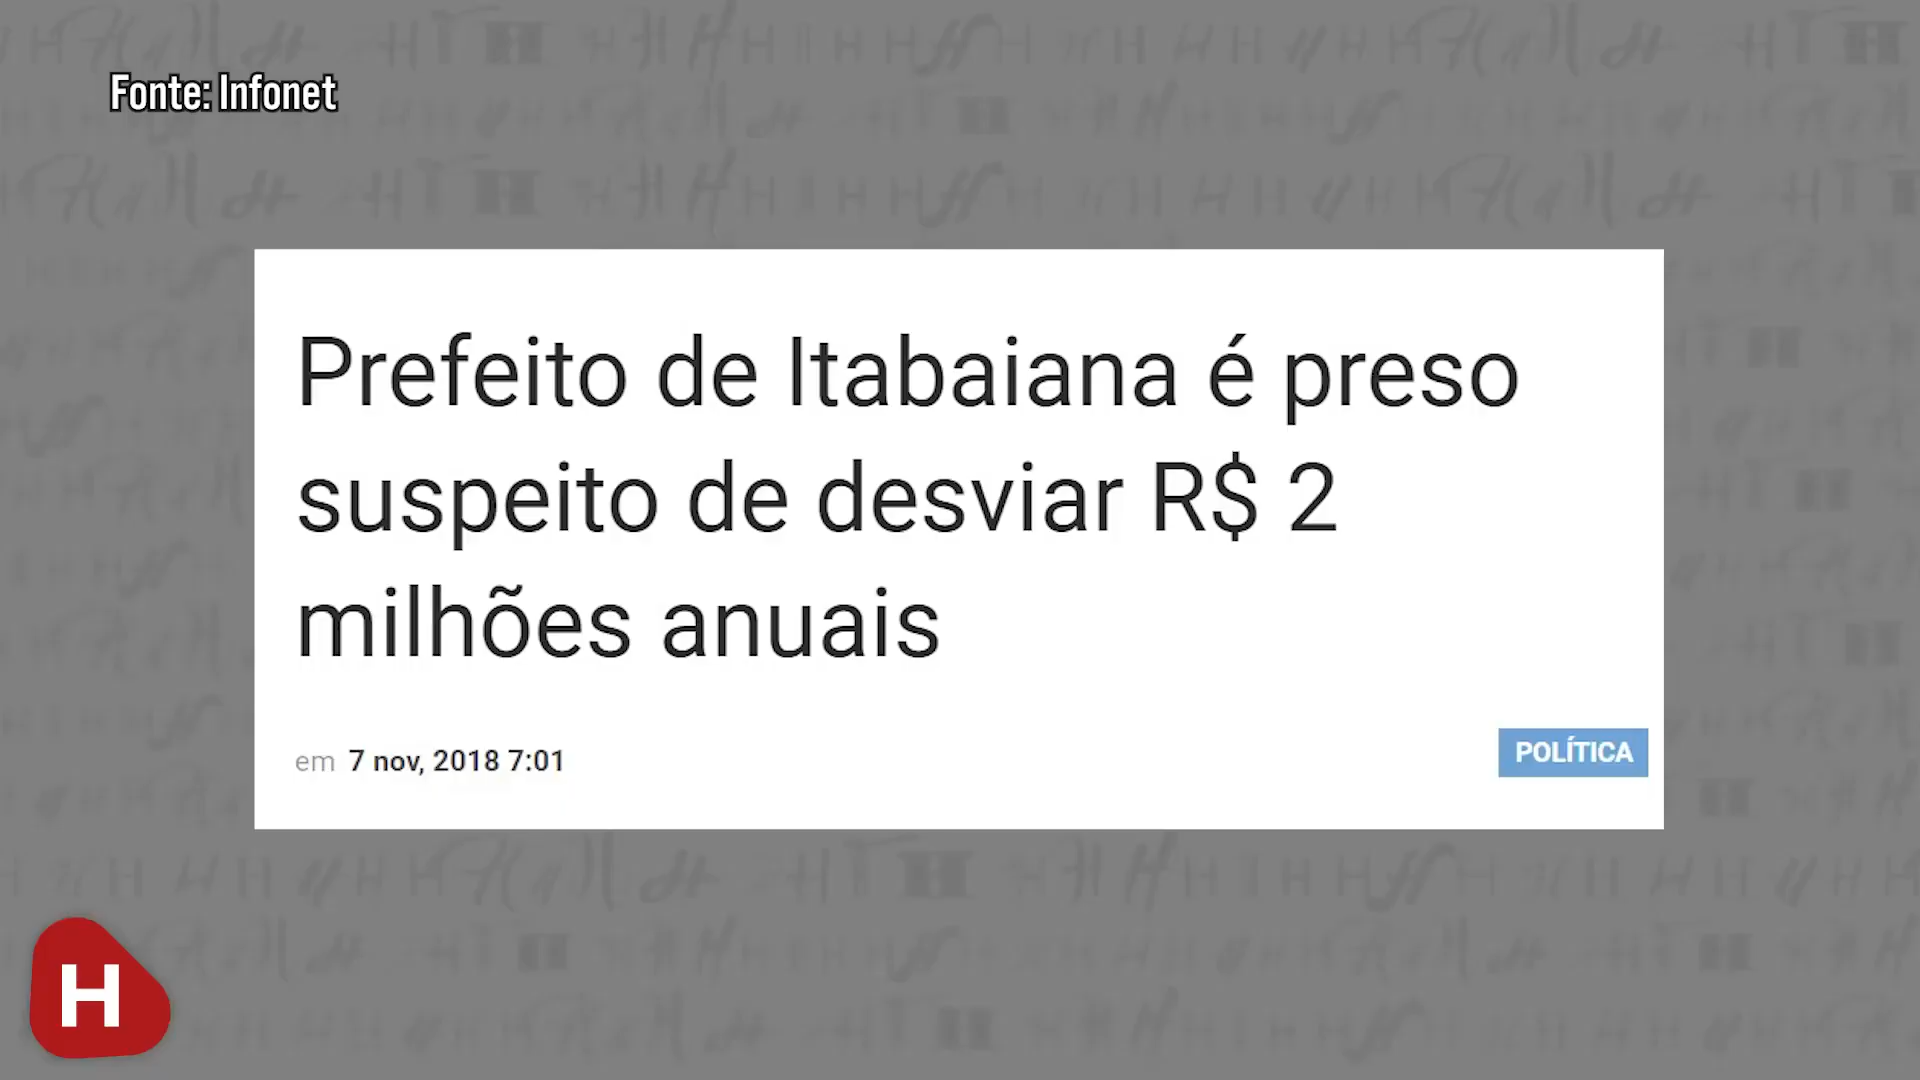 Fonte: Infonet
Prefeito de Itabaiana é preso
suspeito de desviar R$ 2
milhões anuais
em 7 nov, 2018 7:01
POLÍTICA
H